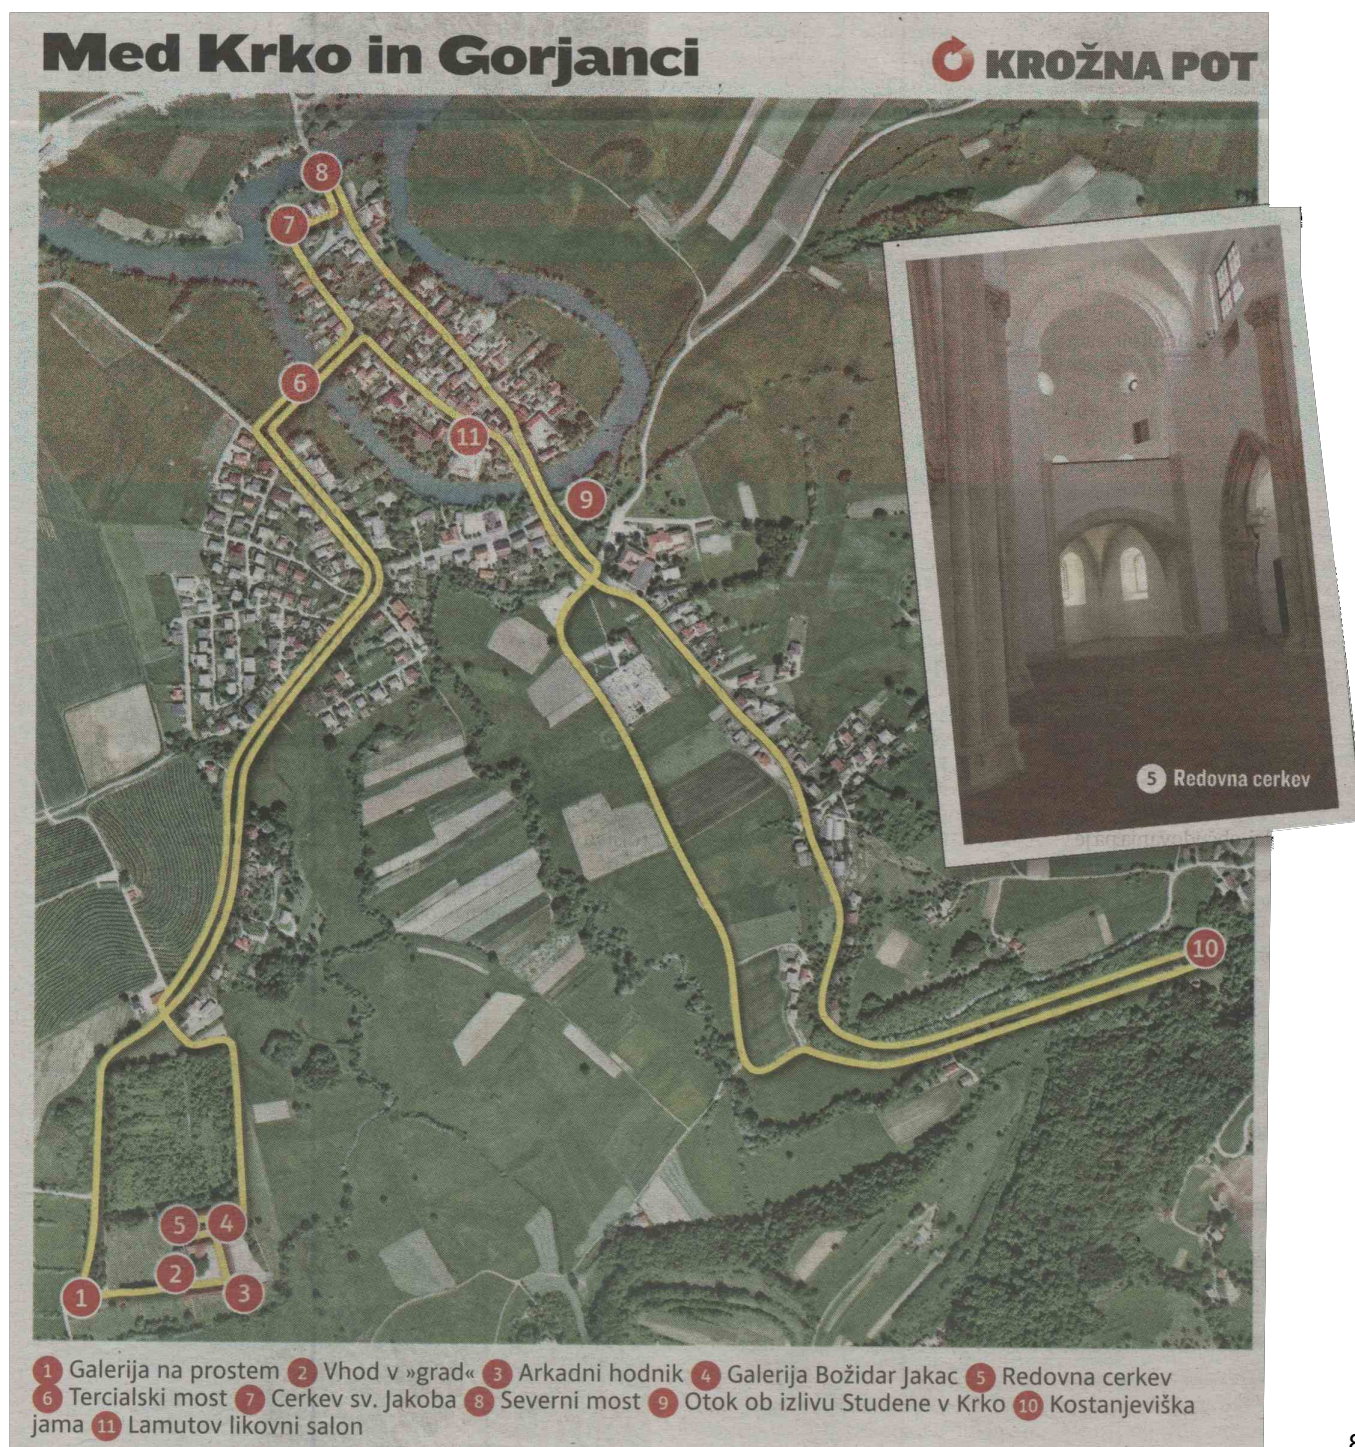 Med Krko in Gorjanci
KROŽNA POT
8
7
6
11
9
5 Redovna cerkev
10
5 4
2
1 3
1 Galerija na prostem 2 Vhod v »grad« 3 Arkadni hodnik 4 Galerija Božidar Jakac 5 Redovna cerkev
6 Tercialski most 7 Cerkev sv. Jakoba 8 Severni most 9 Otok ob izlivu Studene v Krko 10 Kostanjeviška
jama 11 Lamutov likovni salon